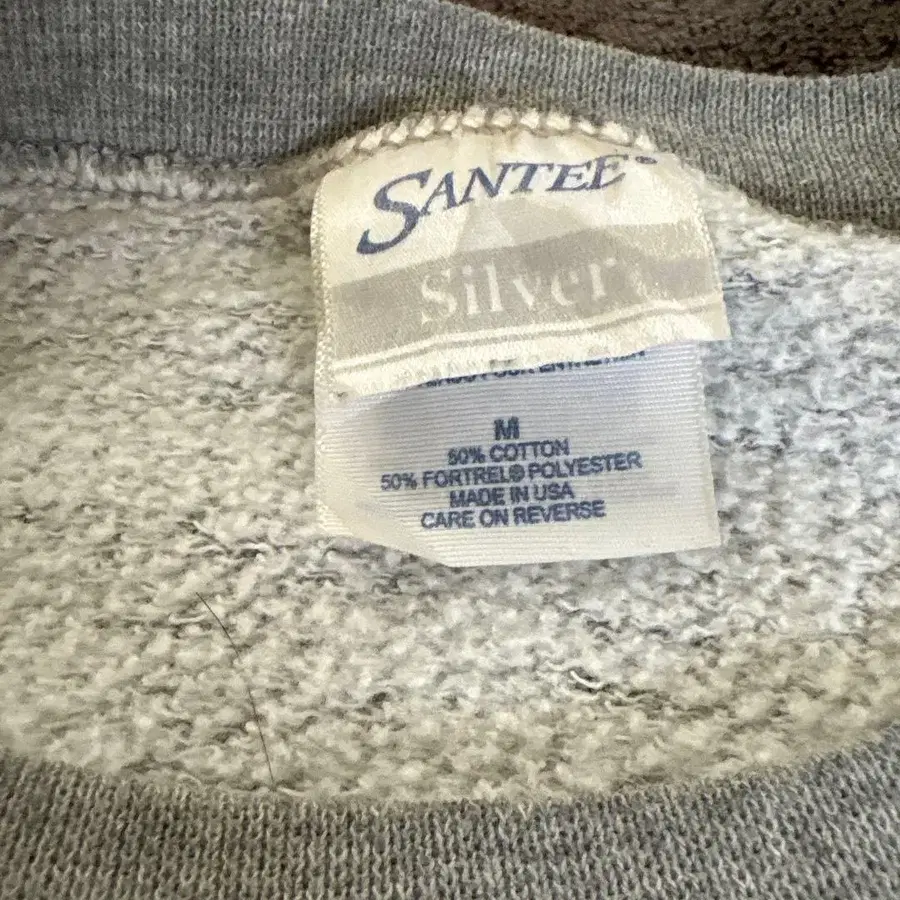 SANTEE®
Silver
M
50% COTTON
50% FORTREL® POLYESTER
MADE IN USA
CARE ON REVERSE